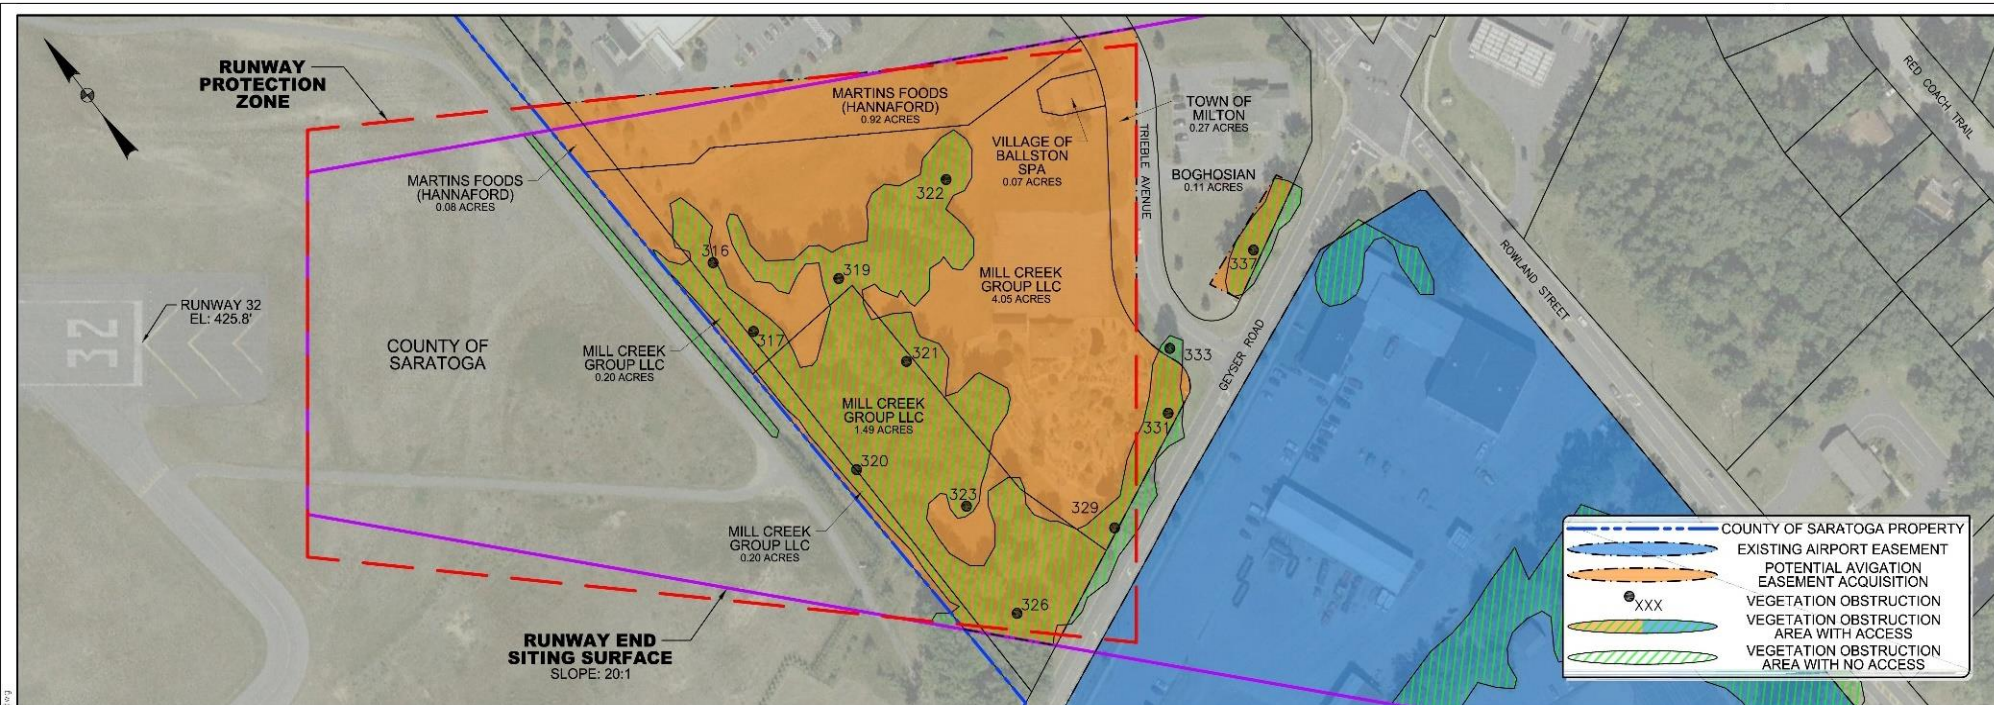 RUNWAY
PROTECTION
ZONE
MARTINS FOODS
(HANNAFORD)
0.92 ACRES
TOWN OF
MILTON
0.27 ACRES
RED COACH TRAIL
TRIEBLE AVENUE
VILLAGE OF
BALLSTON
SPA
0.07 ACRES
MARTINS FOODS
(HANNAFORD)
0.08 ACRES
BOGHOSIAN
0.11 ACRES
322
316
319
337
ROWLAND STREET
MILL CREEK
GROUP LLC
4.05 ACRES
RUNWAY 32
EL: 425.8'
32
COUNTY OF
SARATOGA
317
MILL CREEK
GROUP LLC
0.20 ACRES
321
333
GEYSER ROAD
MILL CREEK
GROUP LLC
1.49 ACRES
331
320
323
329
MILL CREEK
GROUP LLC
0.20 ACRES
326
RUNWAY END
SITING SURFACE
SLOPE: 20:1
COUNTY OF SARATOGA PROPERTY
EXISTING AIRPORT EASEMENT
POTENTIAL AVIGATION
EASEMENT ACQUISITION
XXX
VEGETATION OBSTRUCTION
VEGETATION OBSTRUCTION
AREA WITH ACCESS
VEGETATION OBSTRUCTION
AREA WITH NO ACCESS